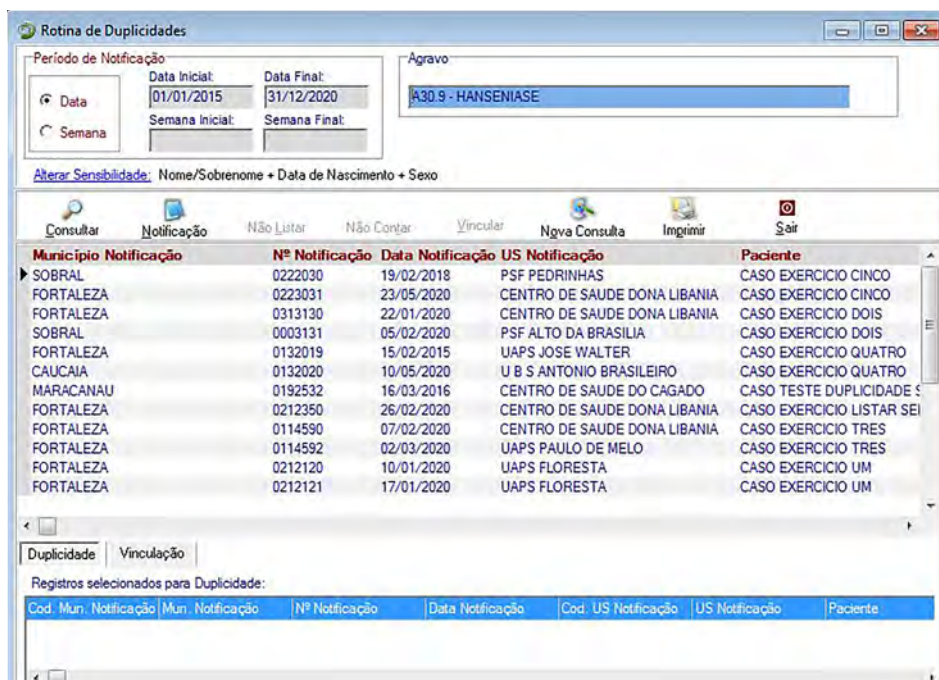 Rotina de Duplicidades
Período de Notificação
Agravo
Data Inicial: Data Final:
Data 01/01/2015 31/12/2020 A30.9 - HANSENIASE
Semana Inicial: Semana Final:
Semana
Alterar Sensibilidade: Nome/Sobrenome + Data de Nascimento + Sexo
Consultar Notificação Não Listar Não Contar Vincular Nova Consulta Imprimir Sair
Município Notificação Nº Notificação Data Notificação US Notificação Paciente
SOBRAL 0222030 19/02/2018 PSF PEDRINHAS CASO EXERCICIO CINCO
FORTALEZA 0223031 23/05/2020 CENTRO DE SAUDE DONA LIBANIA CASO EXERCICIO CINCO
FORTALEZA 0313130 22/01/2020 CENTRO DE SAUDE DONA LIBANIA CASO EXERCICIO DOIS
SOBRAL 0003131 05/02/2020 PSF ALTO DA BRASILIA CASO EXERCICIO DOIS
FORTALEZA 0132019 15/02/2015 UAPS JOSE WALTER CASO EXERCICIO QUATRO
CAUCAIA 0132020 10/05/2020 U B S ANTONIO BRASILEIRO CASO EXERCICIO QUATRO
MARACANAU 0192532 16/03/2016 CENTRO DE SAUDE DO CAGADO CASO TESTE DUPLICIDADE S
FORTALEZA 0212350 26/02/2020 CENTRO DE SAUDE DONA LIBANIA CASO EXERCICIO LISTAR SEI
FORTALEZA 0114590 07/02/2020 CENTRO DE SAUDE DONA LIBANIA CASO EXERCICIO TRES
FORTALEZA 0114592 02/03/2020 UAPS PAULO DE MELO CASO EXERCICIO TRES
FORTALEZA 0212120 10/01/2020 UAPS FLORESTA CASO EXERCICIO UM
FORTALEZA 0212121 17/01/2020 UAPS FLORESTA CASO EXERCICIO UM
Duplicidade Vinculação
Registros selecionados para Duplicidade:
Cod. Mun. Notificação Mun. Notificação Nº Notificação Data Notificação Cod. US Notificação US Notificação Paciente